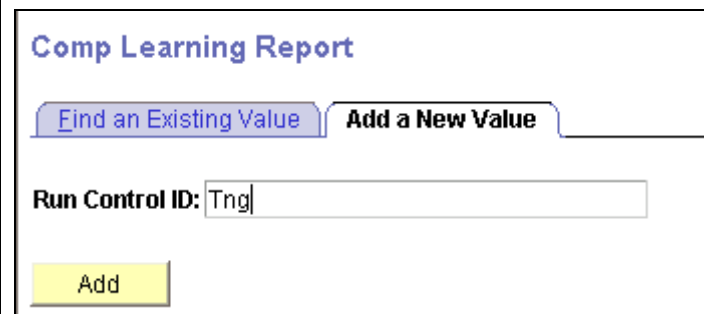 Comp Learning Report
Find an Existing Value Add a New Value
Run Control ID: Tng
Add